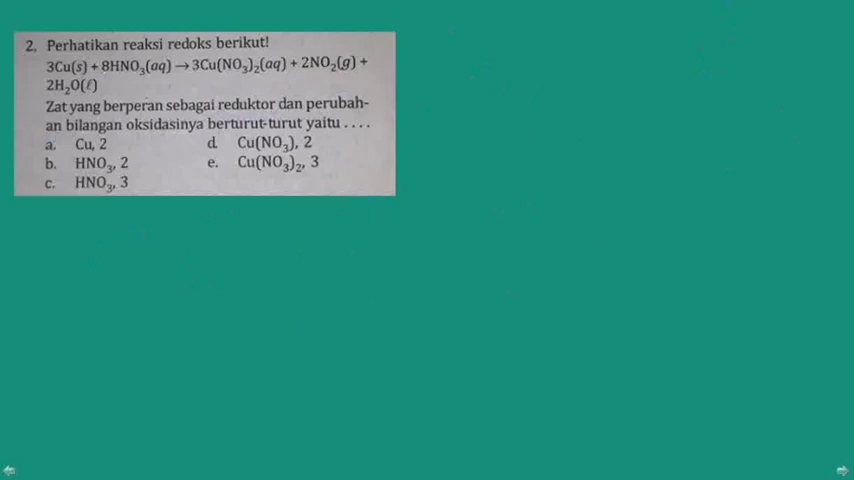 2. Perhatikan reaksi redoks berikut!
3Cu(s) + 8HNO₃(aq) → 3Cu(NO₃)₂(aq) + 2NO₂(g) +
2H₂O(ℓ)
Zat yang berperan sebagai reduktor dan perubah-
an bilangan oksidasinya berturut-turut yaitu . . . .
a. Cu, 2
b. HNO₃, 2
c. HNO₃, 3
d. Cu(NO₃), 2
e. Cu(NO₃)₂, 3